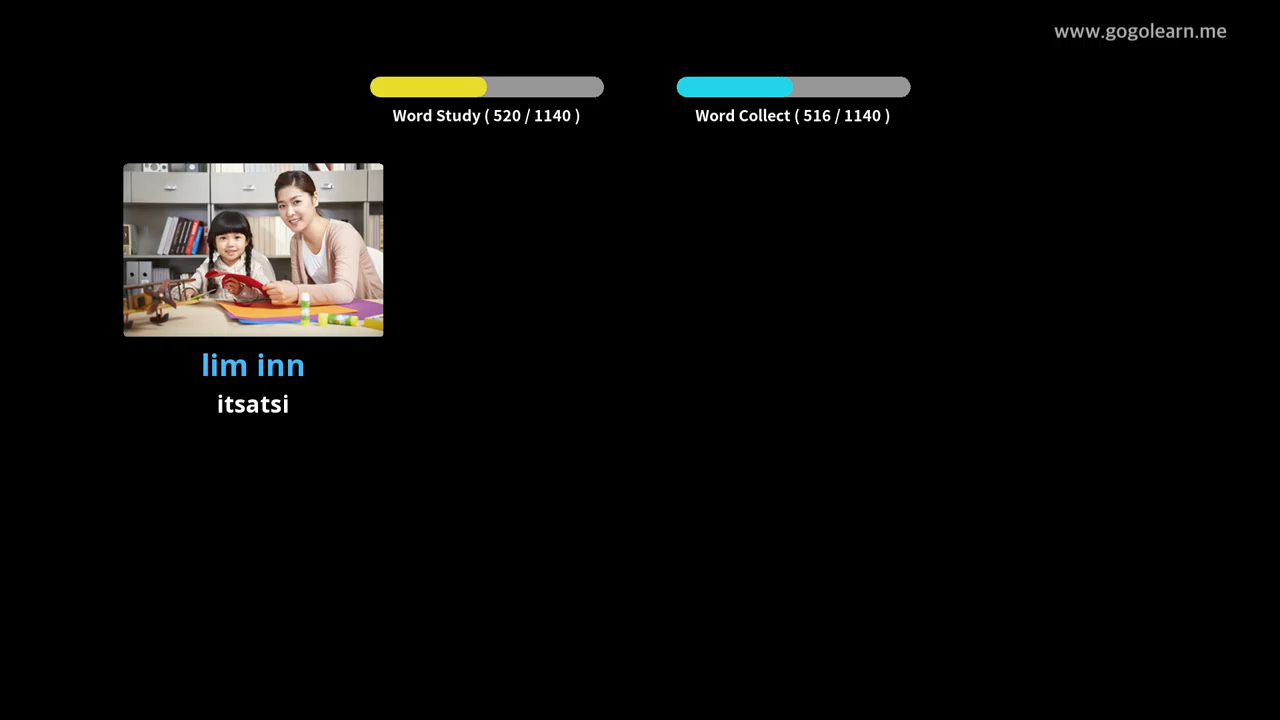 www.gogolearn.me
Word Study ( 520 / 1140 )
Word Collect ( 516 / 1140 )
lim inn
itsatsi